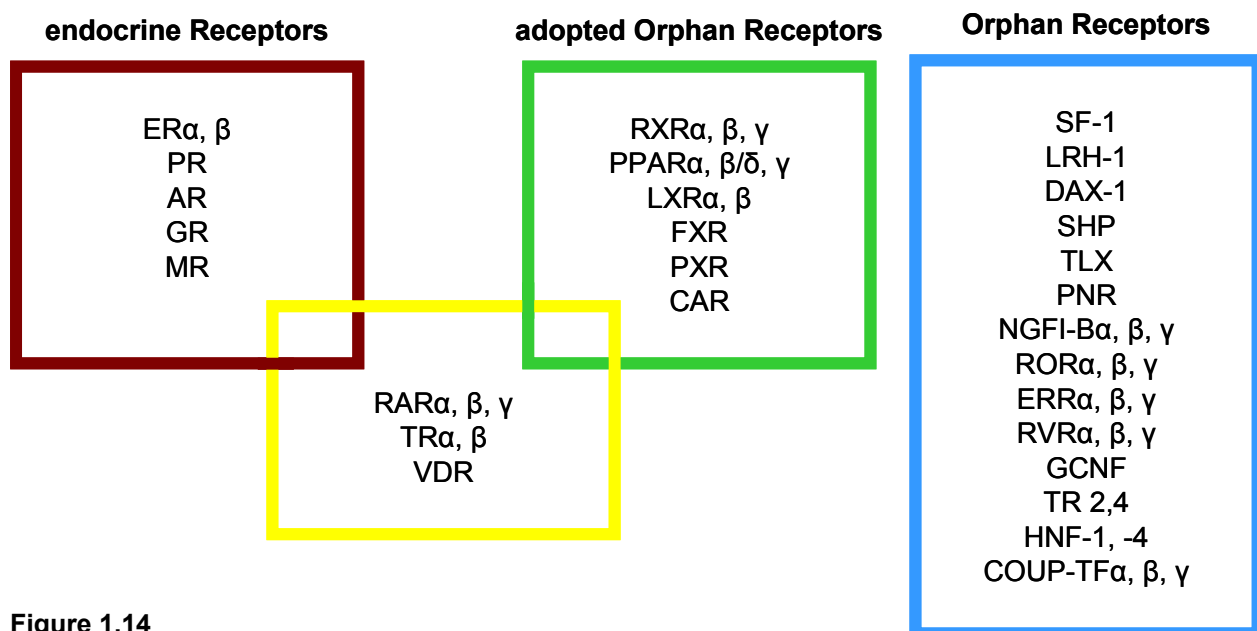 endocrine Receptors
ERα, β
PR
AR
GR
MR
adopted Orphan Receptors
RXRα, β, γ
PPARα, β/δ, γ
LXRα, β
FXR
PXR
CAR
RARα, β, γ
TRα, β
VDR
Orphan Receptors
SF-1
LRH-1
DAX-1
SHP
TLX
PNR
NGFI-Bα, β, γ
RORα, β, γ
ERRα, β, γ
RVRα, β, γ
GCNF
TR 2,4
HNF-1, -4
COUP-TFα, β, γ
Figure 1.14